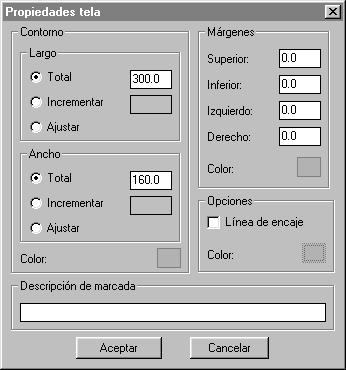 Propiedades tela
Contorno
Largo
Total 300.0
Incrementar
Ajustar
Ancho
Total 160.0
Incrementar
Ajustar
Color:
Márgenes
Superior: 0.0
Inferior: 0.0
Izquierdo: 0.0
Derecho: 0.0
Color:
Opciones
Línea de encaje
Color:
Descripción de marcada
Aceptar
Cancelar